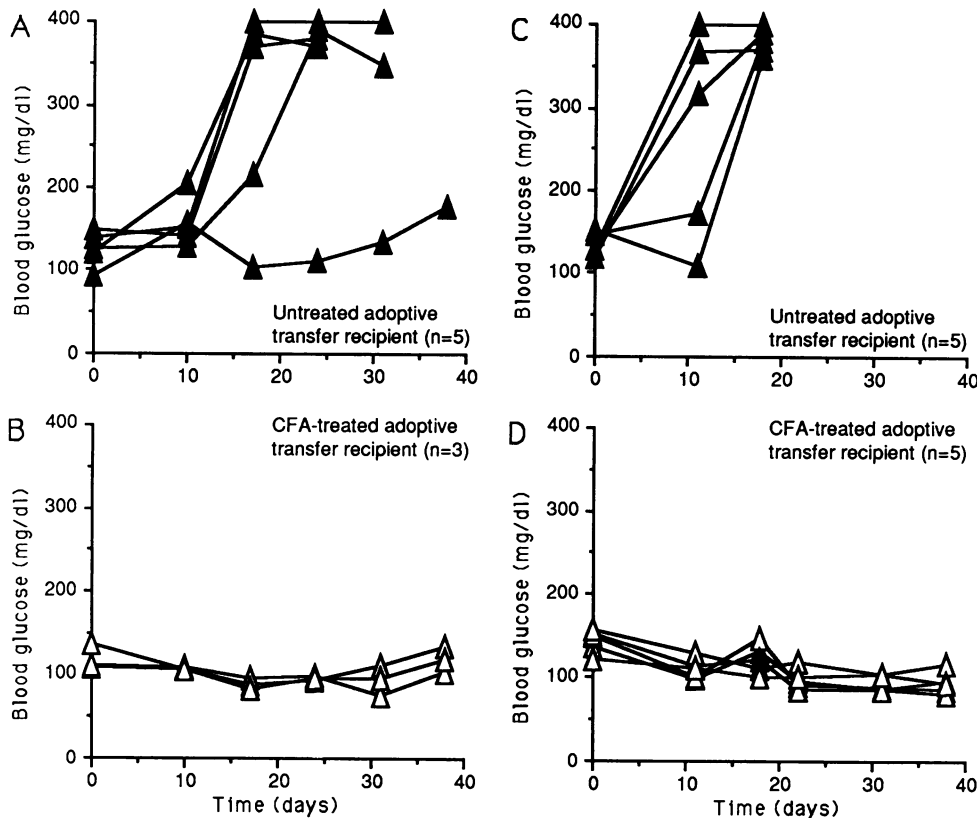 A
Blood glucose (mg/dl)
400
300
200
100
0
Untreated adoptive
transfer recipient (n=5)
0 10 20 30 40
C
Blood glucose (mg/dl)
400
300
200
100
0
Untreated adoptive
transfer recipient (n=5)
0 10 20 30 40
B
Blood glucose (mg/dl)
400
300
200
100
0
CFA-treated adoptive
transfer recipient (n=3)
0 10 20 30 40
Time (days)
D
Blood glucose (mg/dl)
400
300
200
100
0
CFA-treated adoptive
transfer recipient (n=5)
0 10 20 30 40
Time (days)